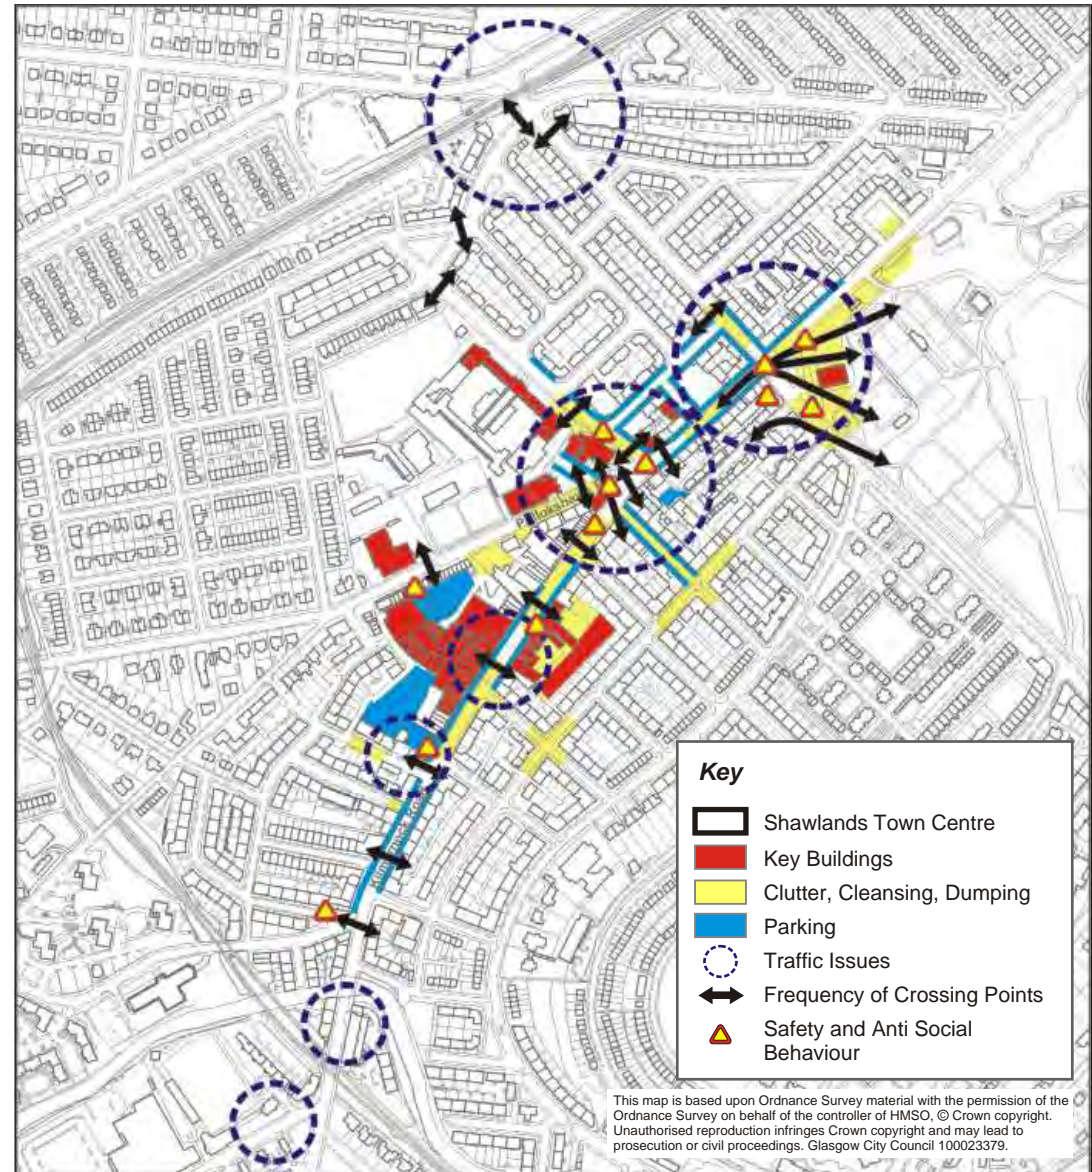 Key
Shawlands Town Centre
Key Buildings
Clutter, Cleansing, Dumping
Parking
Traffic Issues
Frequency of Crossing Points
Safety and Anti Social
Behaviour
This map is based upon Ordnance Survey material with the permission of the
Ordnance Survey on behalf of the controller of HMSO, © Crown copyright.
Unauthorised reproduction infringes Crown copyright and may lead to
prosecution or civil proceedings. Glasgow City Council 100023379.